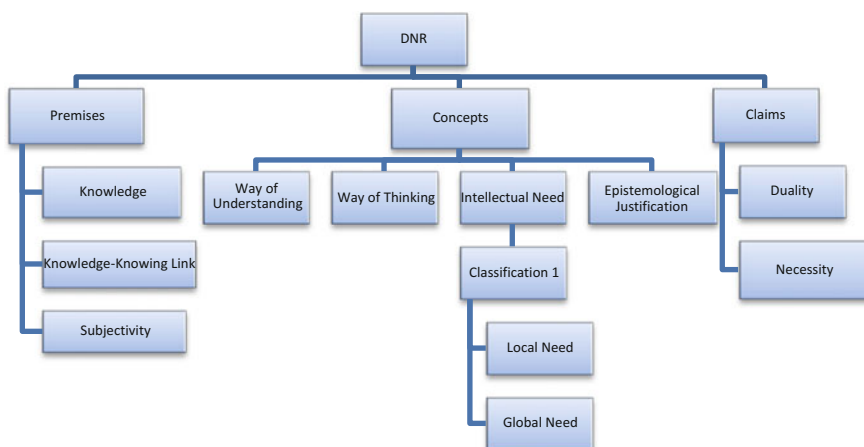 DNR
Premises
Concepts
Claims
Knowledge
Way of
Understanding
Way of Thinking
Intellectual Need
Epistemological
Justification
Duality
Knowledge-Knowing Link
Classification 1
Necessity
Subjectivity
Local Need
Global Need